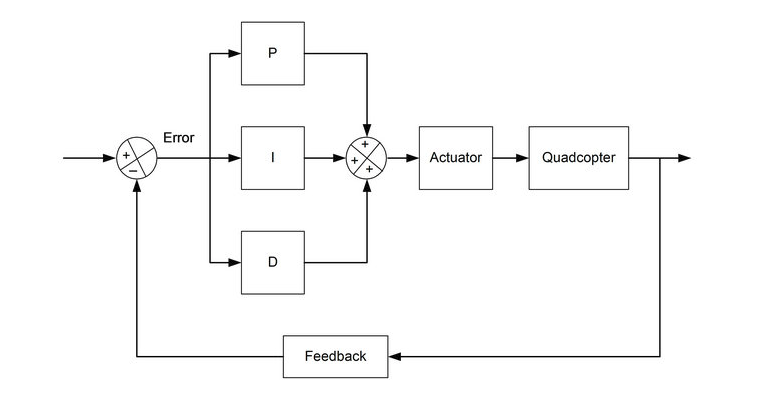 P
Error
+
−
I
+
+
+
Actuator
Quadcopter
D
Feedback